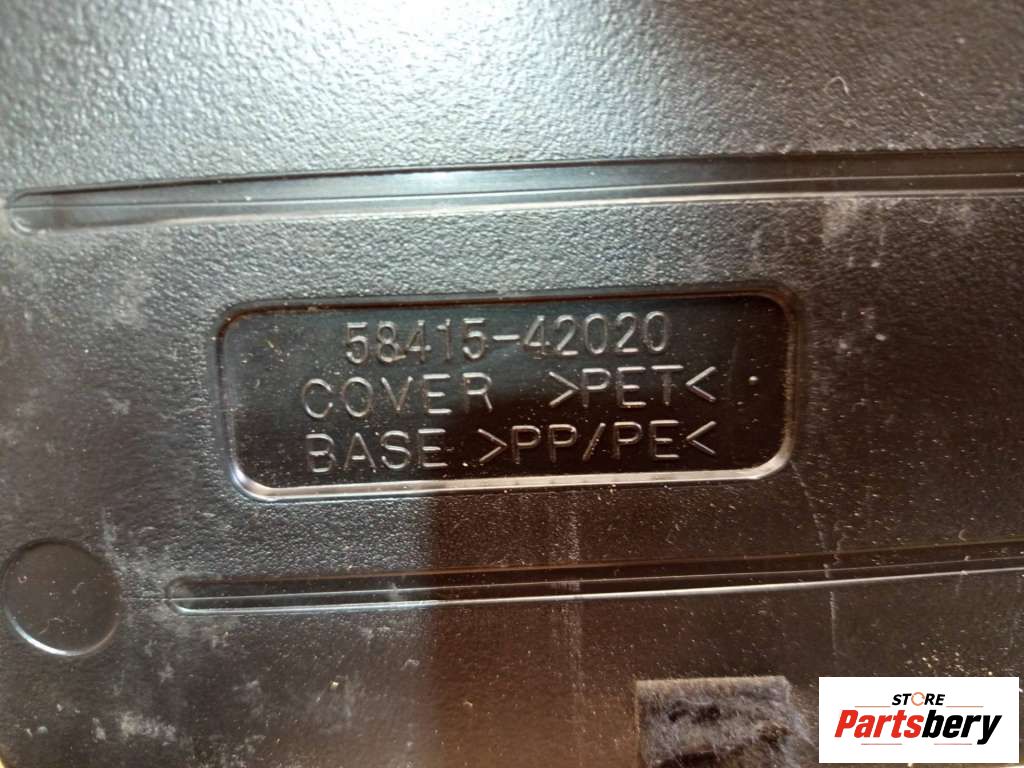 58415-42020
COVER >PET<
BASE >PP/PE<
STORE
Partsbery